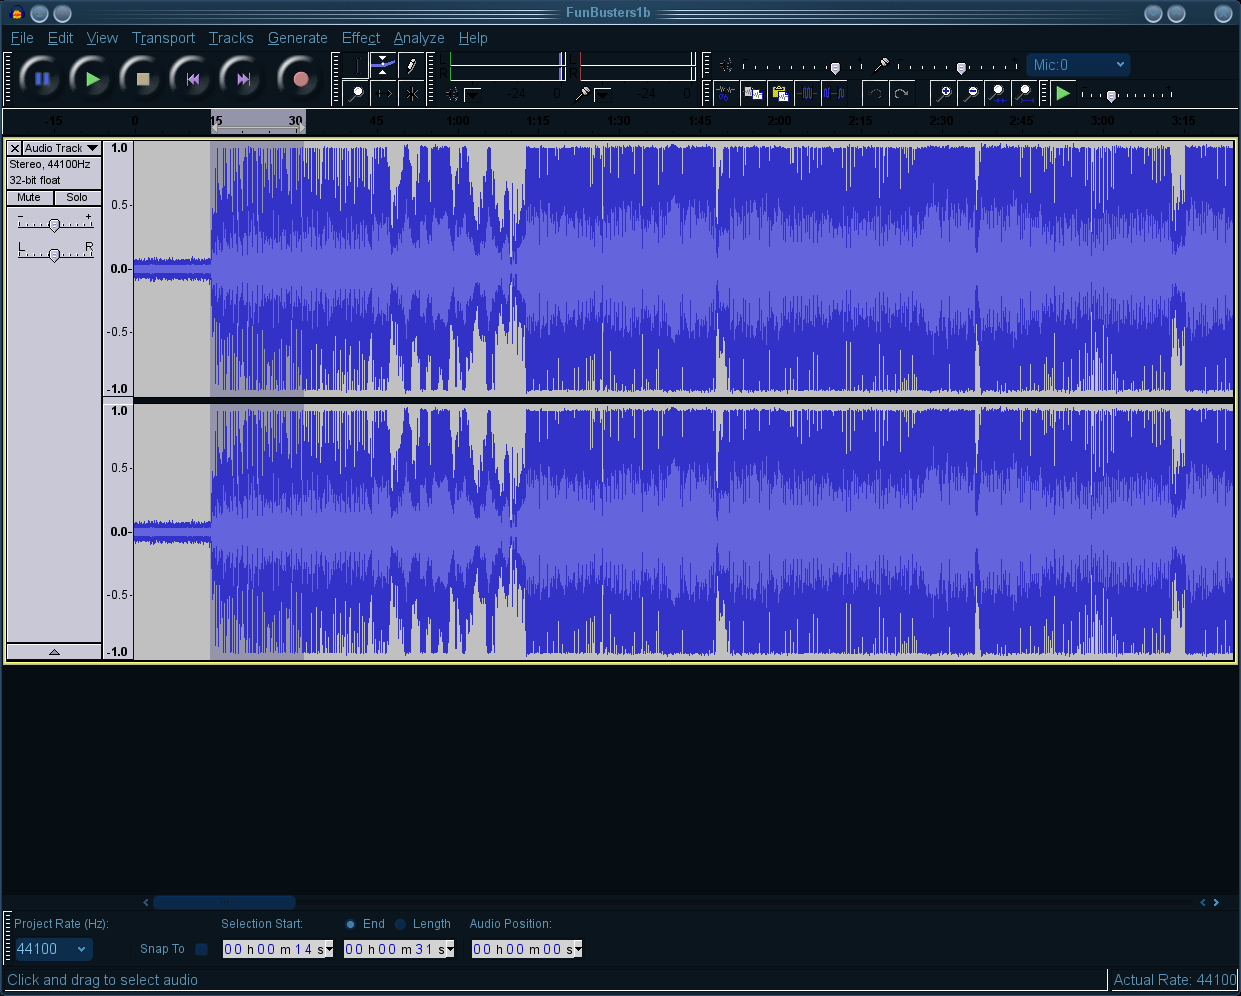 FunBusters1b
File Edit View Transport Tracks Generate Effect Analyze Help
L
R
-24 0
-24 0
Mic:0
-15 0 15 30 45 1:00 1:15 1:30 1:45 2:00 2:15 2:30 2:45 3:00 3:15
X Audio Track
Stereo, 44100Hz
32-bit float
Mute Solo
- +
L R
1.0
0.5
0.0
-0.5
-1.0
1.0
0.5
0.0
-0.5
-1.0
Project Rate (Hz): Selection Start: End Length Audio Position:
44100 Snap To 00 h 00 m 14 s 00 h 00 m 31 s 00 h 00 m 00 s
Click and drag to select audio Actual Rate: 44100